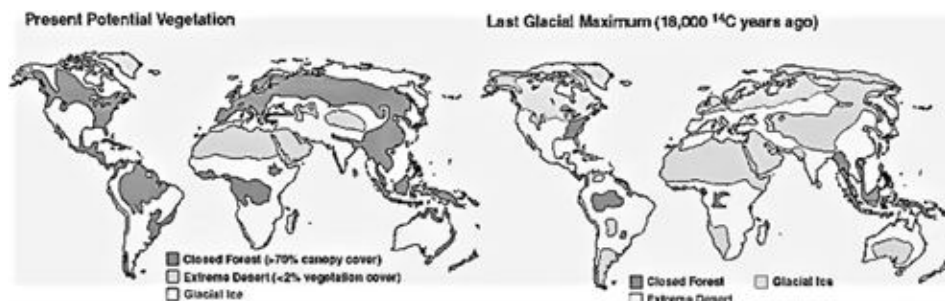 Present Potential Vegetation
Last Glacial Maximum (18,000 ¹⁴C years ago)
Closed Forest (>70% canopy cover)
Extreme Desert (<2% vegetation cover)
Glacial Ice
Closed Forest
Glacial Ice
Extreme Desert